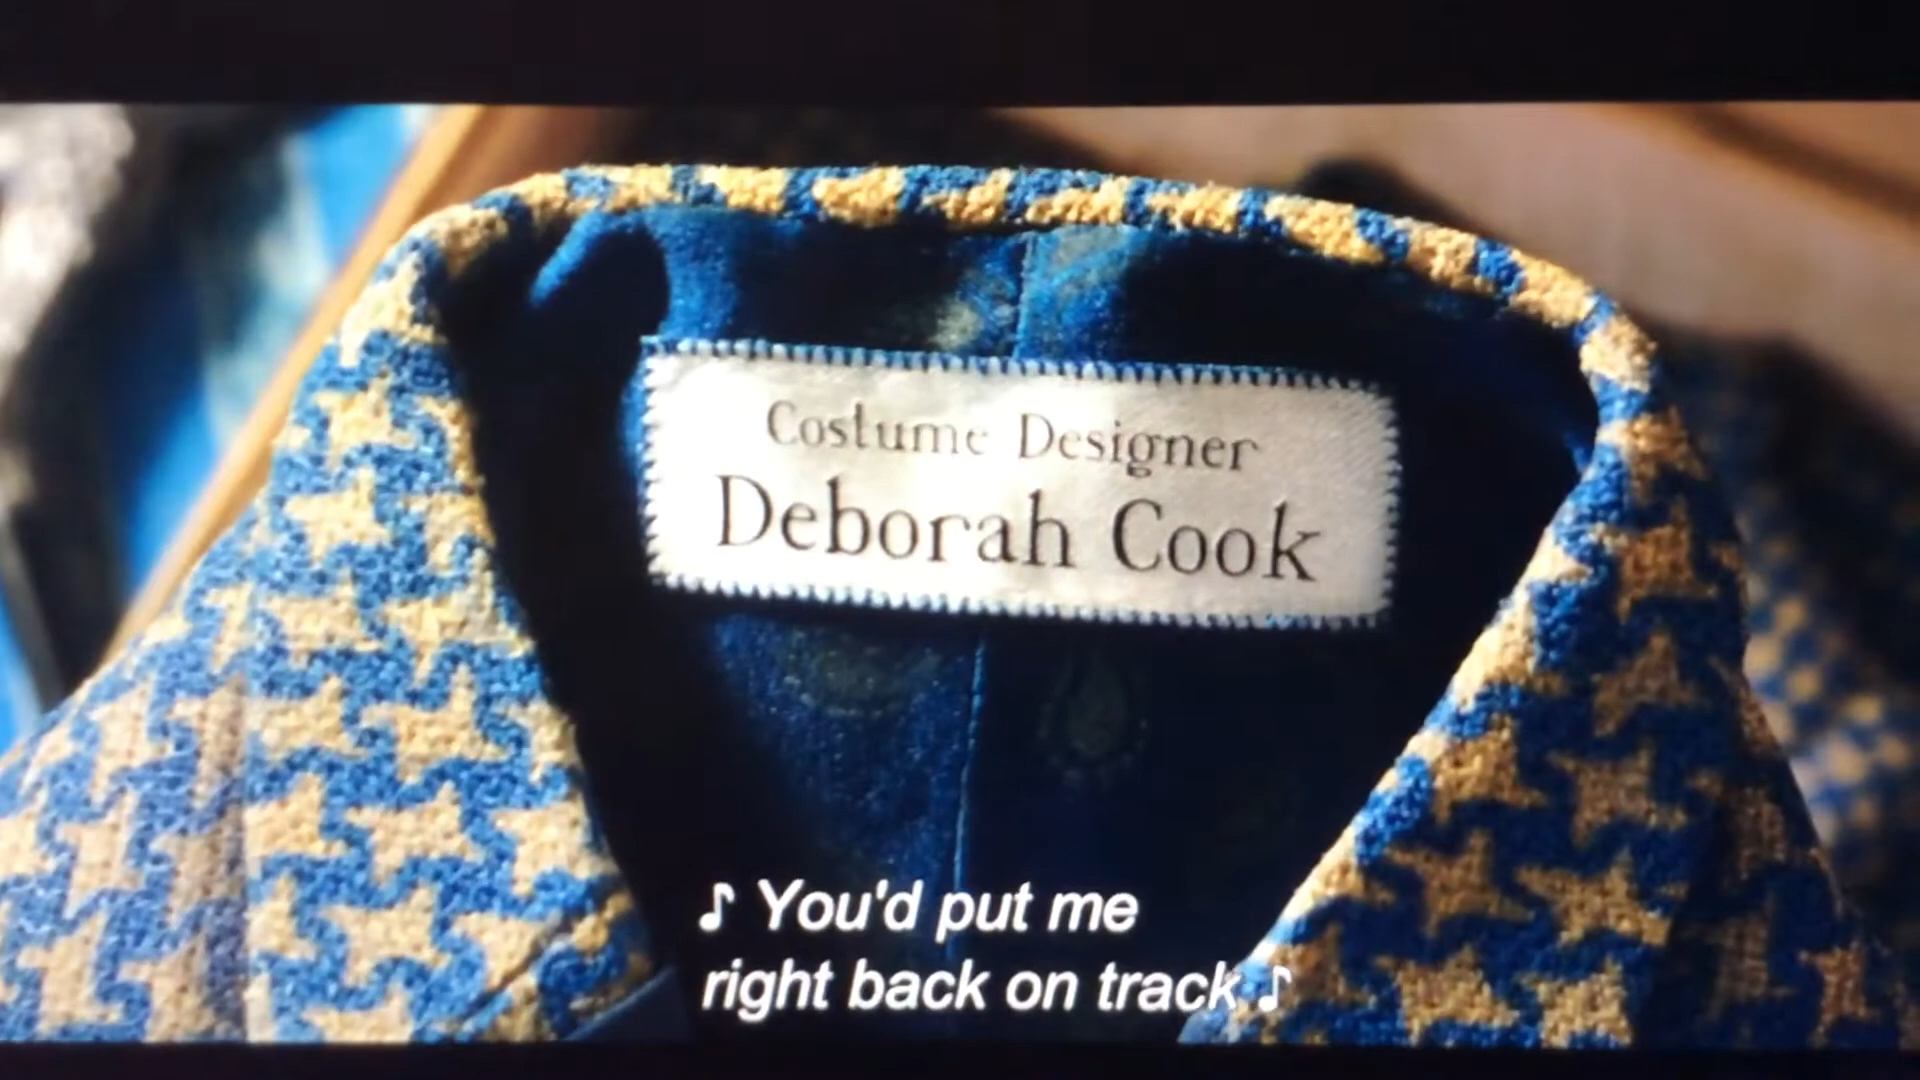 Costume Designer
Deborah Cook
♪ You'd put me
right back on track ♪